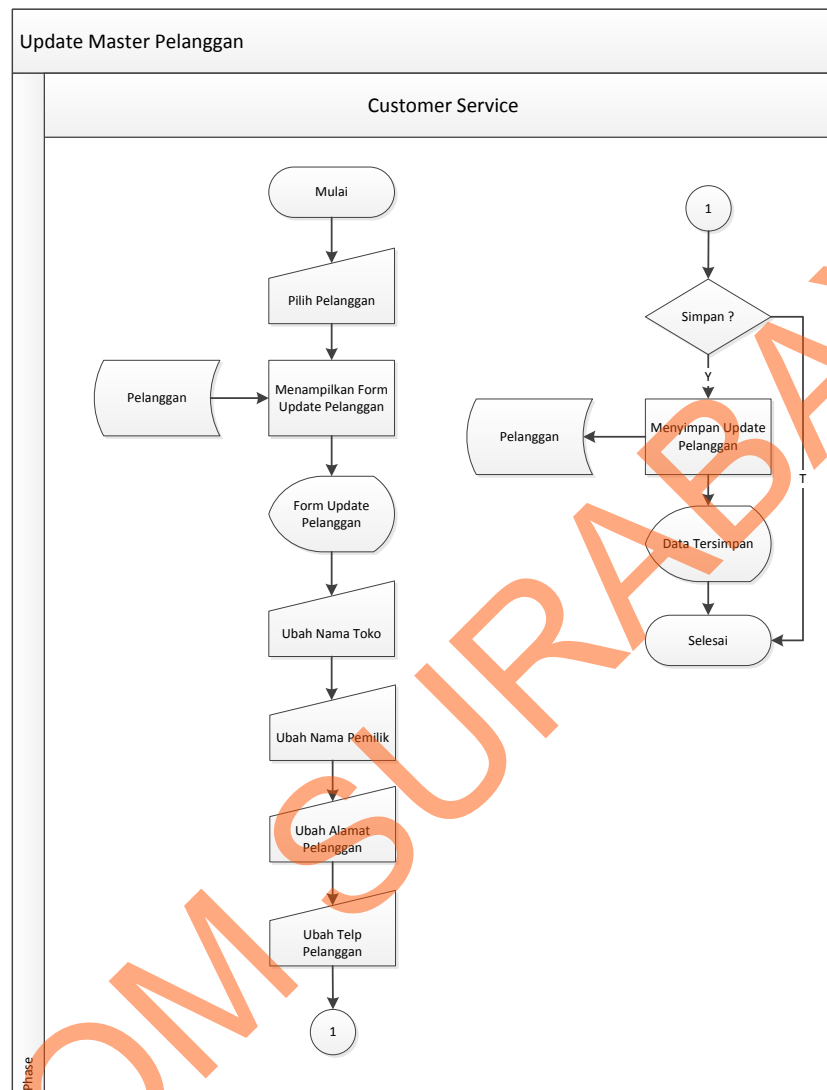 Update Master Pelanggan
Customer Service
Mulai
Pilih Pelanggan
Pelanggan
Menampilkan Form
Update Pelanggan
Form Update
Pelanggan
Ubah Nama Toko
Ubah Nama Pemilik
Ubah Alamat
Pelanggan
Ubah Telp
Pelanggan
1
1
Simpan ?
Y
T
Pelanggan
Menyimpan Update
Pelanggan
Data Tersimpan
Selesai
Phase
OM SURABA